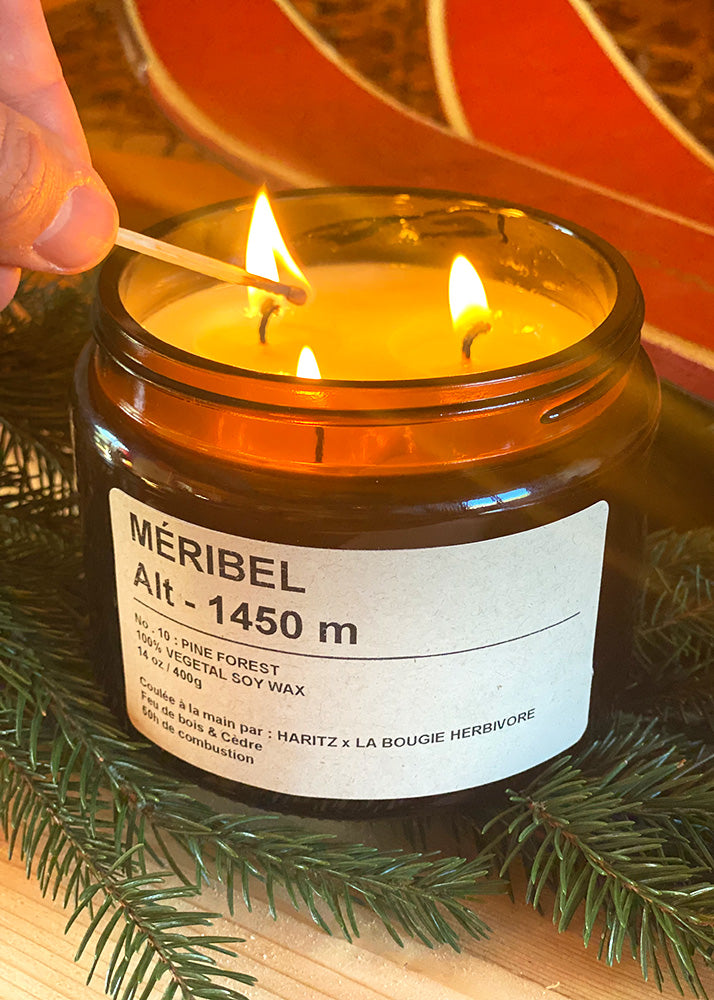 MÉRIBEL
Alt - 1450 m
No - 10 : PINE FOREST
100% VEGETAL SOY WAX
14 oz / 400g
Coulée à la main par : HARITZ x LA BOUGIE HERBIVORE
Feu de bois & Cèdre
60h de combustion